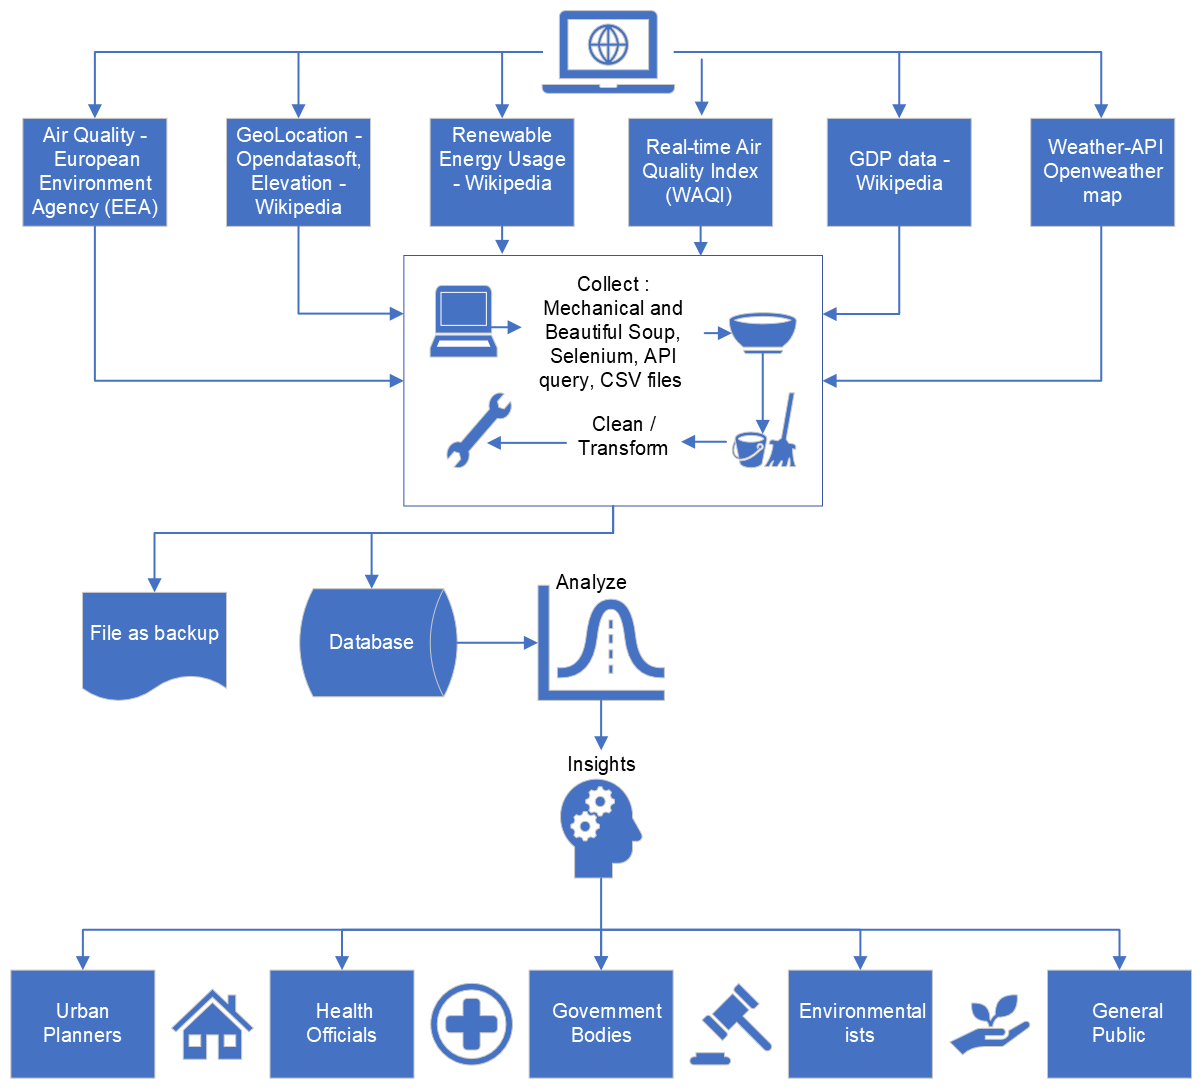 Air Quality -
European
Environment
Agency (EEA)
GeoLocation -
Opendatasoft,
Elevation -
Wikipedia
Renewable
Energy Usage
- Wikipedia
Real-time Air
Quality Index
(WAQI)
GDP data -
Wikipedia
Weather-API
Openweather
map
Collect :
Mechanical and
Beautiful Soup,
Selenium, API
query, CSV files
Clean /
Transform
File as backup
Database
Analyze
Insights
Urban
Planners
Health
Officials
Government
Bodies
Environmental
ists
General
Public